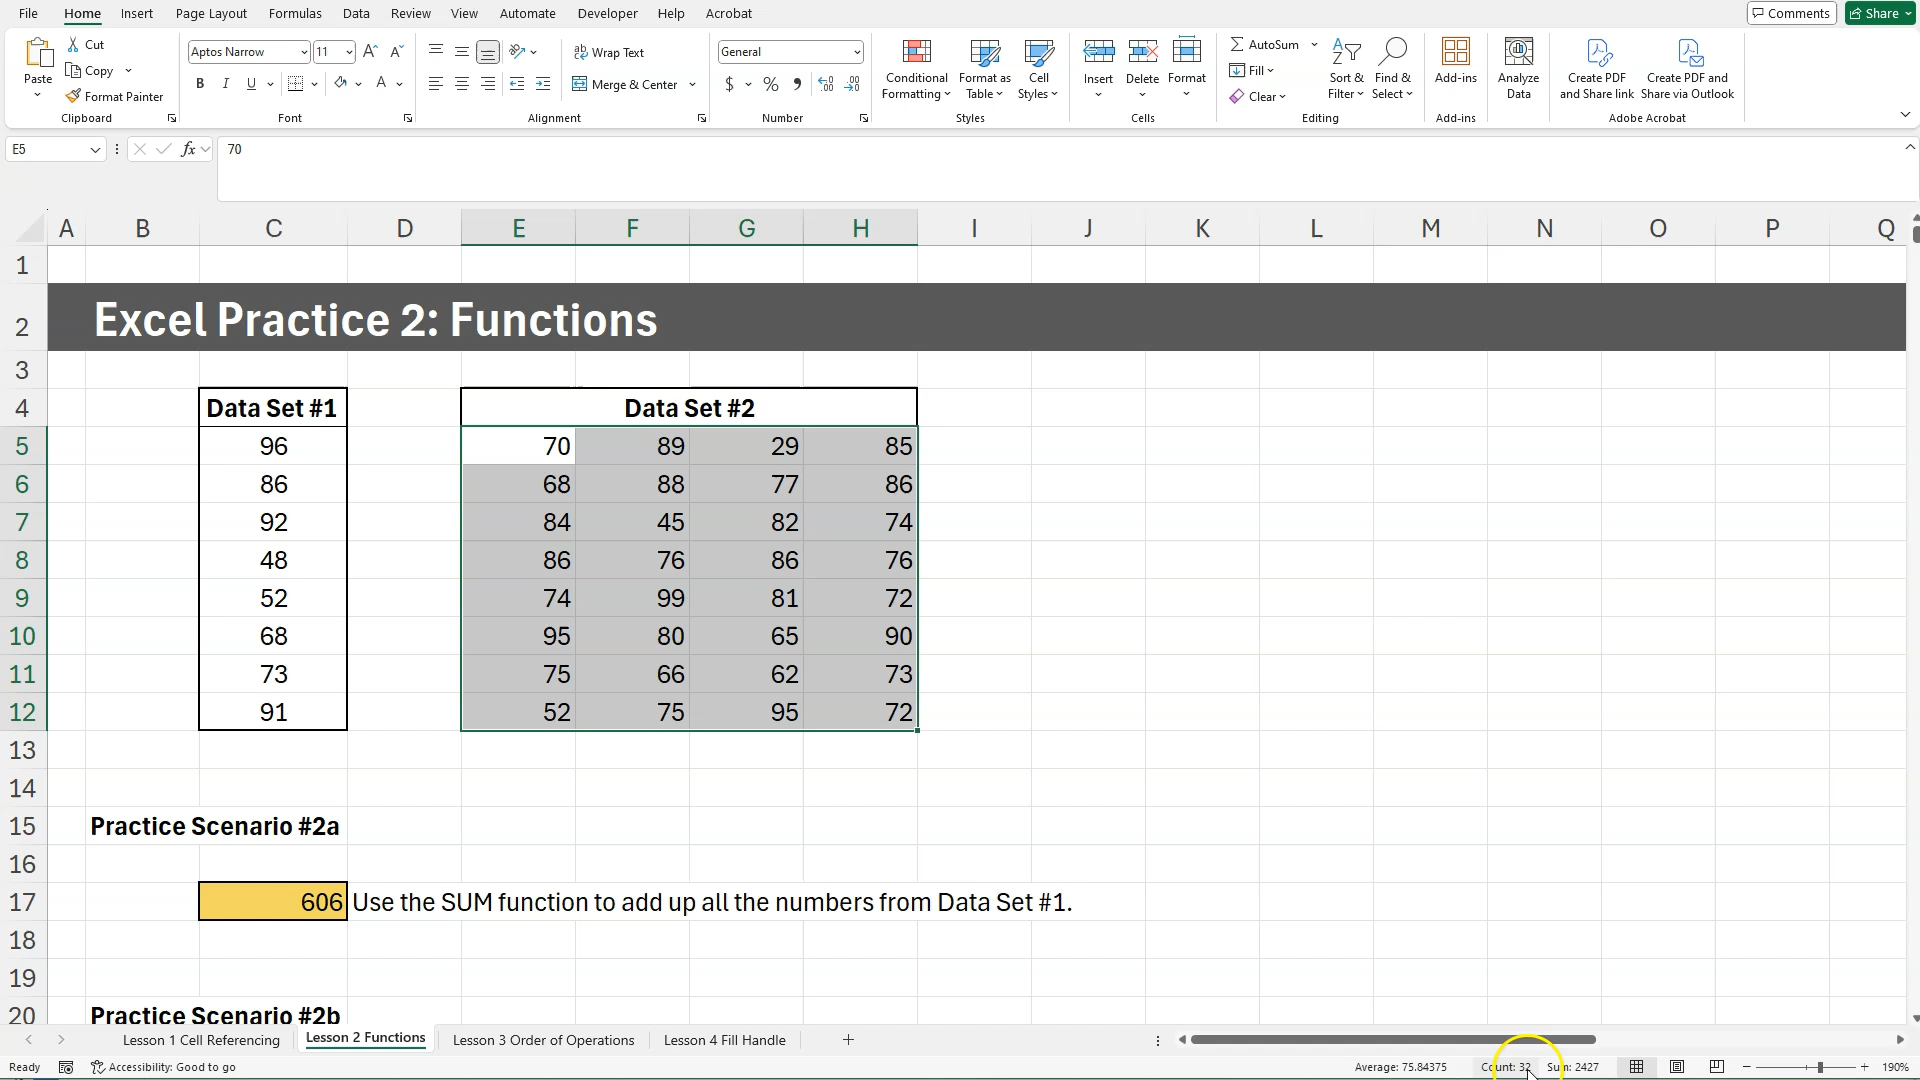 File Home Insert Page Layout Formulas Data Review View Automate Developer Help Acrobat Comments Share
Paste Cut Copy Format Painter Clipboard
Aptos Narrow 11 B I U A Font
Wrap Text Merge & Center Alignment
General $ % Number
Conditional Formatting Format as Table Cell Styles Styles
Insert Delete Format Cells
AutoSum Fill Clear Sort & Filter Find & Select Editing
Add-ins Add-ins
Analyze Data
Create PDF and Share link Create PDF and Share via Outlook Adobe Acrobat
E5 fx 70
A B C D E F G H I J K L M N O P Q
1
2 Excel Practice 2: Functions
3
4 Data Set #1 Data Set #2
5 96 70 89 29 85
6 86 68 88 77 86
7 92 84 45 82 74
8 48 86 76 86 76
9 52 74 99 81 72
10 68 95 80 65 90
11 73 75 66 62 73
12 91 52 75 95 72
13
14
15 Practice Scenario #2a
16
17 606 Use the SUM function to add up all the numbers from Data Set #1.
18
19
20 Practice Scenario #2b
Lesson 1 Cell Referencing Lesson 2 Functions Lesson 3 Order of Operations Lesson 4 Fill Handle
Ready Accessibility: Good to go Average: 75.84375 Count: 32 Sum: 2427 190%